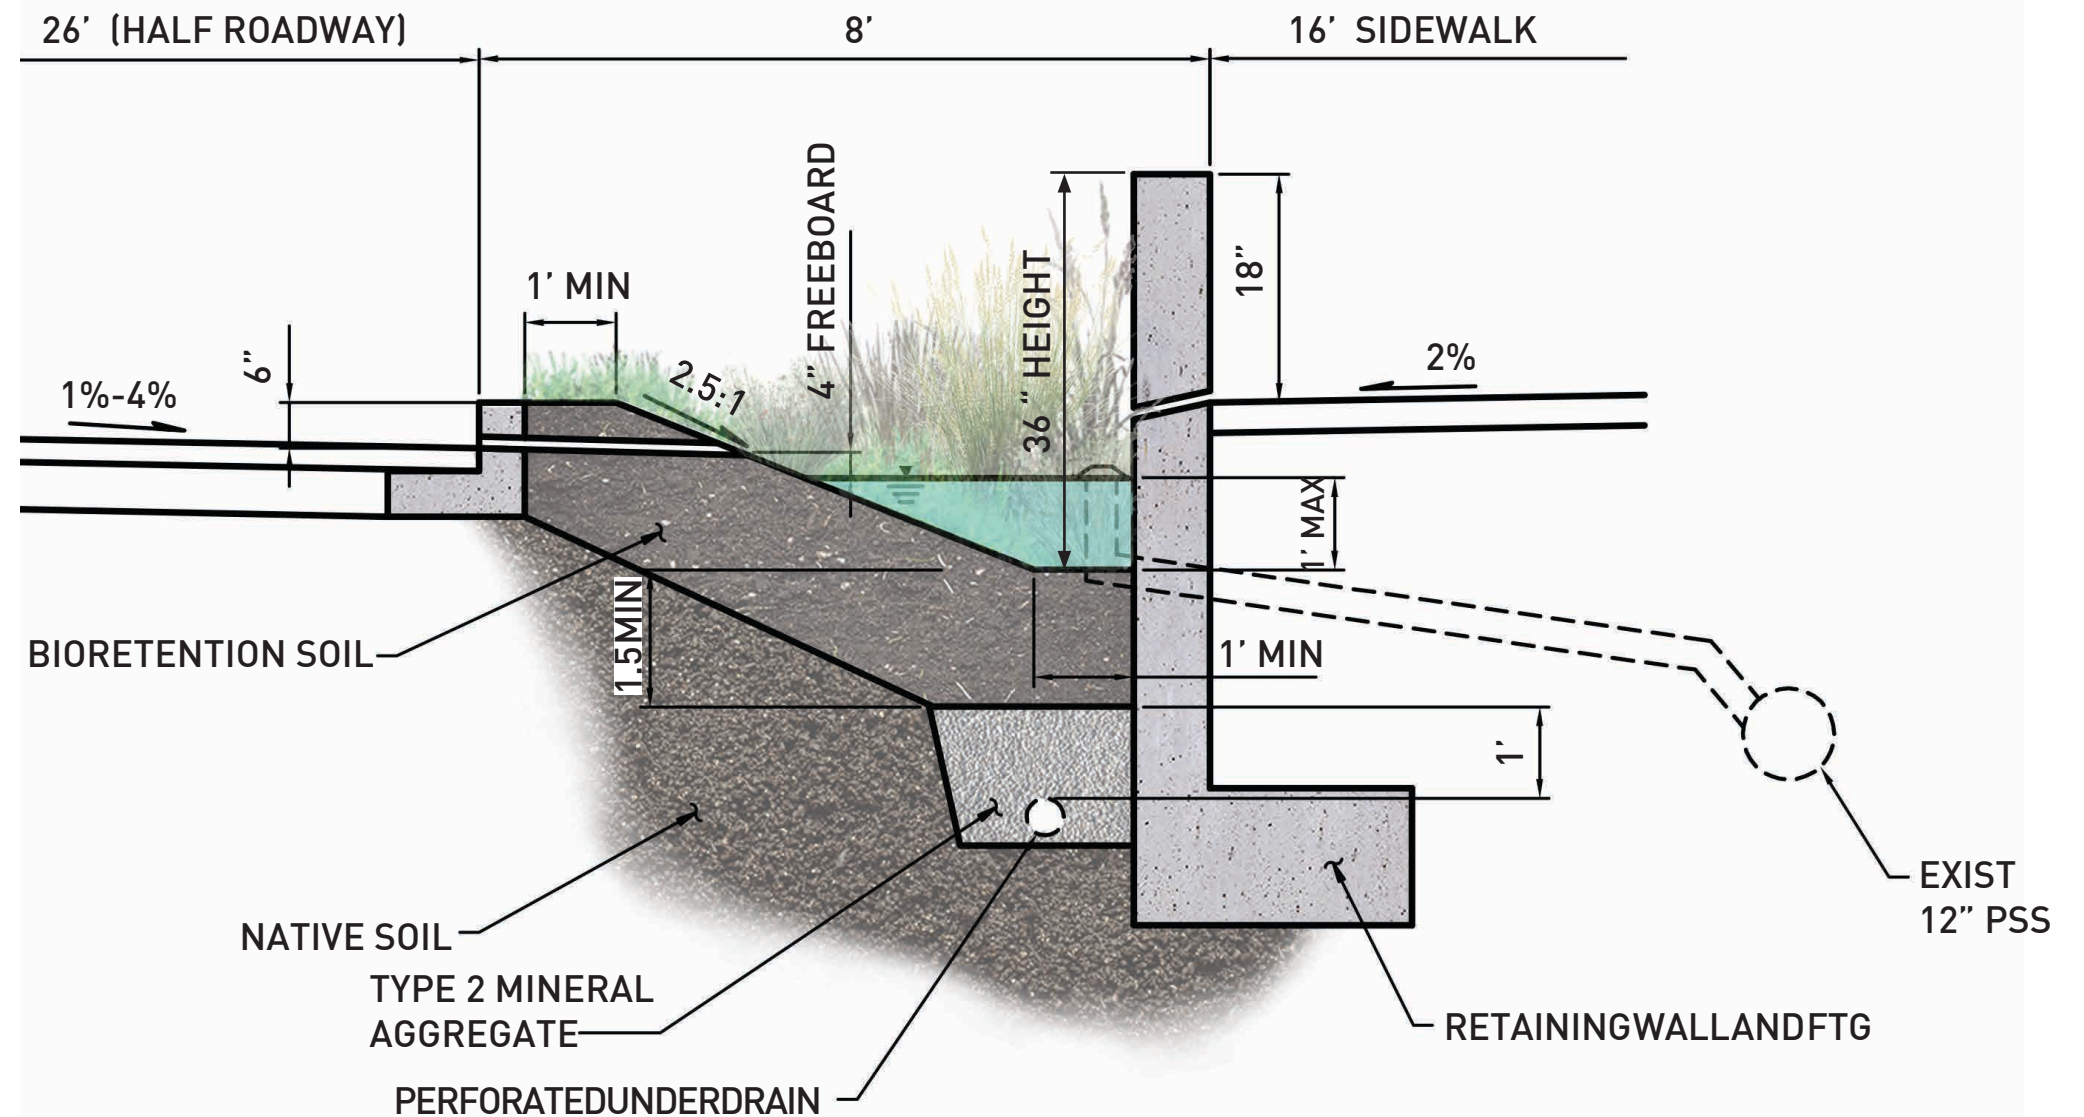 26' (HALF ROADWAY)
8'
16' SIDEWALK
4" FREEBOARD
36 " HEIGHT
18"
1' MIN
6"
2.5:1
2%
1%-4%
1' MAX
1.5MIN
BIORETENTION SOIL
1' MIN
1'
EXIST
12" PSS
NATIVE SOIL
TYPE 2 MINERAL
AGGREGATE
RETAININGWALLANDFTG
PERFORATEDUNDERDRAIN